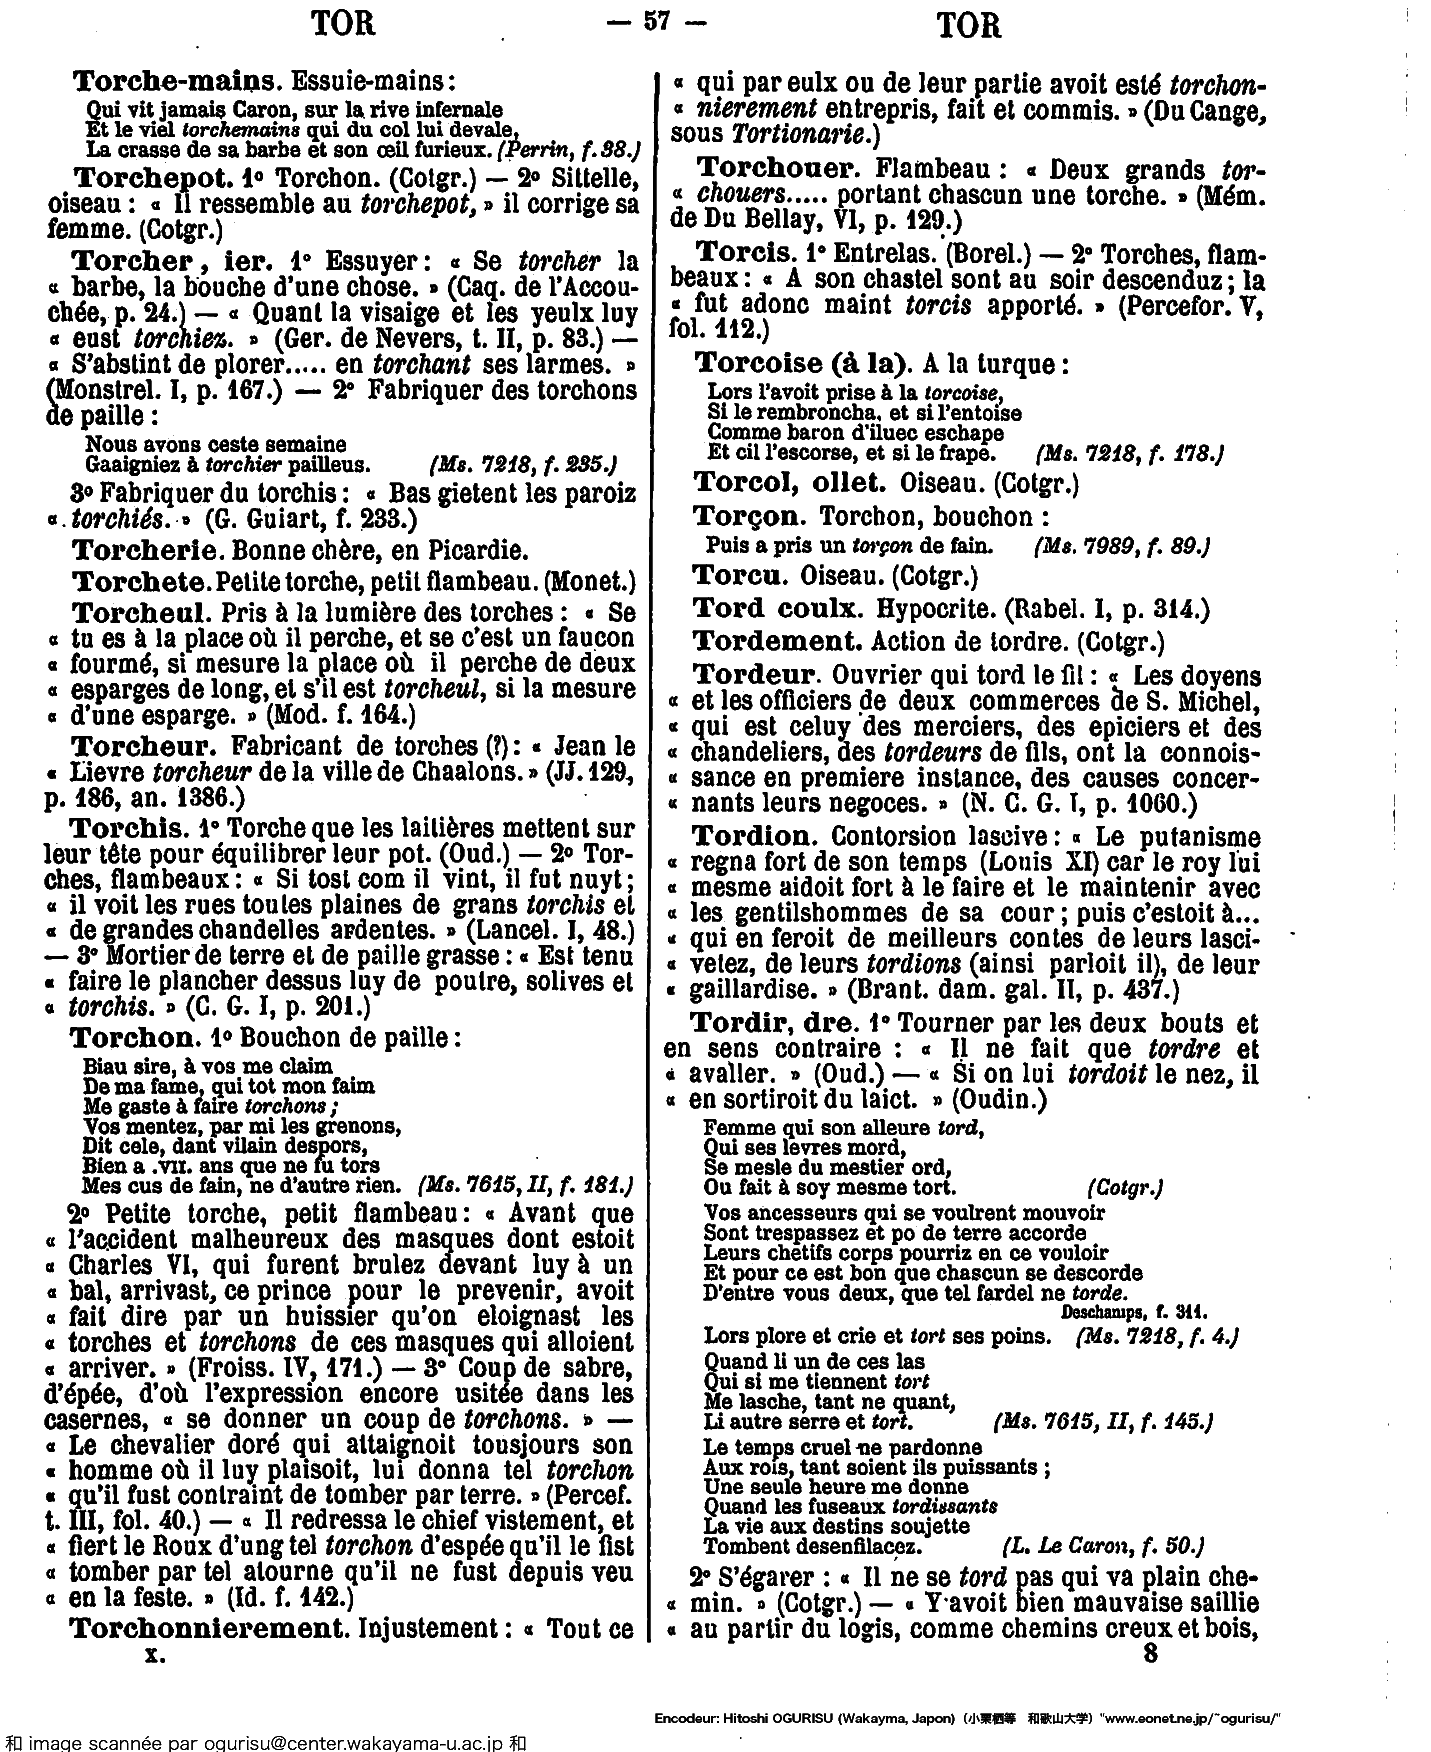 TOR — 57 — TOR
Torche-mains. Essuie-mains :
Qui vit jamais Caron, sur la rive infernale
Et le viel torchemains qui du col lui devale,
La crasse de sa barbe et son œil furieux. (Perrin, f. 38.)
Torchepot. 1° Torchon. (Cotgr.) — 2° Sittelle,
oiseau : « Il ressemble au torchepot, » il corrige sa
femme. (Cotgr.)
Torcher, ier. 1° Essuyer : « Se torcher la
« barbe, la bouche d'une chose. » (Caq. de l'Accou-
chée, p. 24.) — « Quant la visaige et les yeulx luy
« eust torchiez. » (Ger. de Nevers, t. II, p. 83.) —
« S'abstint de plorer..... en torchant ses larmes. »
(Monstrel. I, p. 167.) — 2° Fabriquer des torchons
de paille :
Nous avons ceste semaine
Gaaigniez à torchier pailleus. (Ms. 7218, f. 235.)
3° Fabriquer du torchis : « Bas gietent les paroiz
« torchiés. » (G. Guiart, f. 233.)
Torcherie. Bonne chère, en Picardie.
Torchete. Petite torche, petit flambeau. (Monet.)
Torcheul. Pris à la lumière des torches : « Se
« tu es à la place où il perche, et se c'est un faucon
« fourmé, si mesure la place où il perche de deux
« esparges de long, et s'il est torcheul, si la mesure
« d'une esparge. » (Mod. f. 164.)
Torcheur. Fabricant de torches (?) : « Jean le
« Lievre torcheur de la ville de Chaalons. » (JJ. 129,
p. 186, an. 1386.)
Torchis. 1° Torche que les laitières mettent sur
leur tête pour équilibrer leur pot. (Oud.) — 2° Tor-
ches, flambeaux : « Si tost com il vint, il fut nuyt ;
« il voit les rues toutes plaines de grans torchis et
« de grandes chandelles ardentes. » (Lancel. I, 48.)
— 3° Mortier de terre et de paille grasse : « Est tenu
« faire le plancher dessus luy de poutre, solives et
« torchis. » (C. G. I, p. 201.)
Torchon. 1° Bouchon de paille :
Biau sire, à vos me claim
De ma fame, qui tot mon faim
Me gaste à faire torchons ;
Vos mentez, par mi les grenons,
Dit cele, dant vilain despors,
Bien a .VII. ans que ne fu tors
Mes cus de fain, ne d'autre rien. (Ms. 7615, II, f. 181.)
2° Petite torche, petit flambeau : « Avant que
« l'accident malheureux des masques dont estoit
« Charles VI, qui furent brulez devant luy à un
« bal, arrivast, ce prince pour le prevenir, avoit
« fait dire par un huissier qu'on eloignast les
« torches et torchons de ces masques qui alloient
« arriver. » (Froiss. IV, 171.) — 3° Coup de sabre,
d'épée, d'où l'expression encore usitée dans les
casernes, « se donner un coup de torchons. » —
« Le chevalier doré qui attaignoit tousjours son
« homme où il luy plaisoit, lui donna tel torchon
« qu'il fust contraint de tomber par terre. » (Percef.
t. III, fol. 40.) — « Il redressa le chief vistement, et
« fiert le Roux d'ung tel torchon d'espée qu'il le fist
« tomber par tel atourne qu'il ne fust depuis veu
« en la feste. » (Id. f. 142.)
Torchonnierement. Injustement : « Tout ce
X.
« qui par eulx ou de leur partie avoit esté torchon-
« nierement entrepris, fait et commis. » (Du Cange,
sous Tortionarie.)
Torchouer. Flambeau : « Deux grands tor-
« chouers..... portant chascun une torche. » (Mém.
de Du Bellay, VI, p. 129.)
Torcis. 1° Entrelas. (Borel.) — 2° Torches, flam-
beaux : « A son chastel sont au soir descenduz ; la
« fut adonc maint torcis apporté. » (Percefor. V,
fol. 112.)
Torcoise (à la). A la turque :
Lors l'avoit prise à la torcoise,
Si le rembroncha, et si l'entoise
Comme baron d'iluec eschape
Et cil l'escorse, et si le frape. (Ms. 7218, f. 178.)
Torcol, ollet. Oiseau. (Cotgr.)
Torçon. Torchon, bouchon :
Puis a pris un torçon de fain. (Ms. 7989, f. 89.)
Torcu. Oiseau. (Cotgr.)
Tord coulx. Hypocrite. (Rabel. I, p. 314.)
Tordement. Action de tordre. (Cotgr.)
Tordeur. Ouvrier qui tord le fil : « Les doyens
« et les officiers de deux commerces de S. Michel,
« qui est celuy des merciers, des epiciers et des
« chandeliers, des tordeurs de fils, ont la connois-
« sance en premiere instance, des causes concer-
« nants leurs negoces. » (N. C. G. I, p. 1060.)
Tordion. Contorsion lascive : « Le putanisme
« regna fort de son temps (Louis XI) car le roy lui
« mesme aidoit fort à le faire et le maintenir avec
« les gentilshommes de sa cour ; puis c'estoit à...
« qui en feroit de meilleurs contes de leurs lasci-
« vetez, de leurs tordions (ainsi parloit il), de leur
« gaillardise. » (Brant. dam. gal. II, p. 437.)
Tordir, dre. 1° Tourner par les deux bouts et
en sens contraire : « Il ne fait que tordre et
« avaller. » (Oud.) — « Si on lui tordoit le nez, il
« en sortiroit du laict. » (Oudin.)
Femme qui son alleure tord,
Qui ses levres mord,
Se mesle du mestier ord,
Ou fait à soy mesme tort. (Cotgr.)
Vos ancesseurs qui se voulrent mouvoir
Sont trespassez et po de terre accorde
Leurs chetifs corps pourriz en ce vouloir
Et pour ce est bon que chascun se descorde
D'entre vous deux, que tel fardel ne torde.
Deschamps, f. 311.
Lors plore et crie et tort ses poins. (Ms. 7218, f. 4.)
Quand li un de ces las
Qui si me tiennent tort
Me lasche, tant ne quant,
Li autre serre et tort. (Ms. 7615, II, f. 145.)
Le temps cruel ne pardonne
Aux rois, tant soient ils puissants ;
Une seule heure me donne
Quand les fuseaux tordissants
La vie aux destins soujette
Tombent desenfilacez. (L. Le Caron, f. 50.)
2° S'égarer : « Il ne se tord pas qui va plain che-
« min. » (Cotgr.) — « Y avoit bien mauvaise saillie
« au partir du logis, comme chemins creux et bois,
8
Encodeur: Hitoshi OGURISU (Wakayma, Japon) (小栗栖等 和歌山大学) "www.eonet.ne.jp/~ogurisu/"
和 image scannée par ogurisu@center.wakayama-u.ac.jp 和